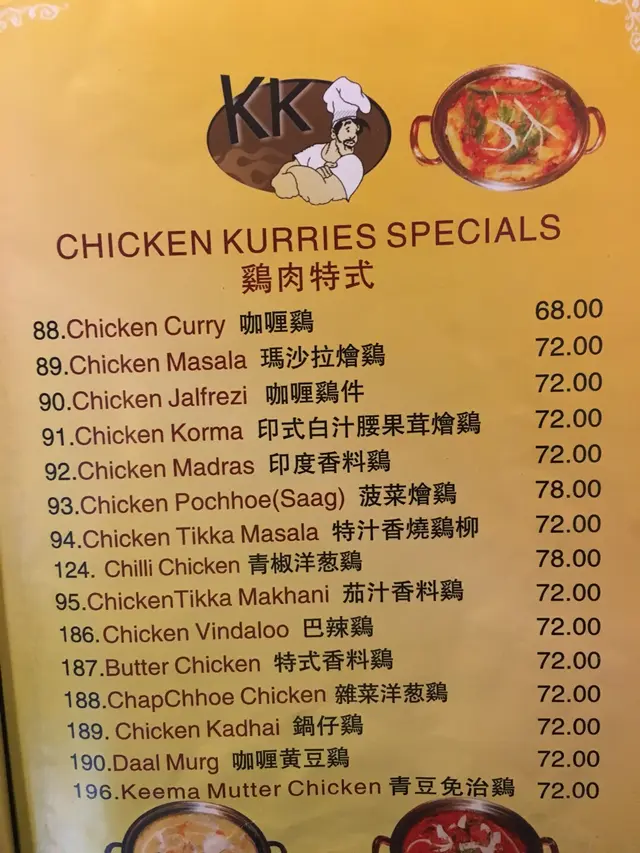 KK
CHICKEN KURRIES SPECIALS
鷄肉特式
88.Chicken Curry 咖喱鷄 68.00
89.Chicken Masala 瑪沙拉燴鷄 72.00
90.Chicken Jalfrezi 咖喱鷄件 72.00
91.Chicken Korma 印式白汁腰果茸燴鷄 72.00
92.Chicken Madras 印度香料鷄 72.00
93.Chicken Pochhoe(Saag) 菠菜燴鷄 78.00
94.Chicken Tikka Masala 特汁香燒鷄柳 72.00
124. Chilli Chicken 青椒洋葱鷄 78.00
95.ChickenTikka Makhani 茄汁香料鷄 72.00
186.Chicken Vindaloo 巴辣鷄 72.00
187.Butter Chicken 特式香料鷄 72.00
188.ChapChhoe Chicken 雜菜洋葱鷄 72.00
189. Chicken Kadhai 鍋仔鷄 72.00
190.Daal Murg 咖喱黄豆鷄 72.00
196.Keema Mutter Chicken 青豆免治鷄 72.00